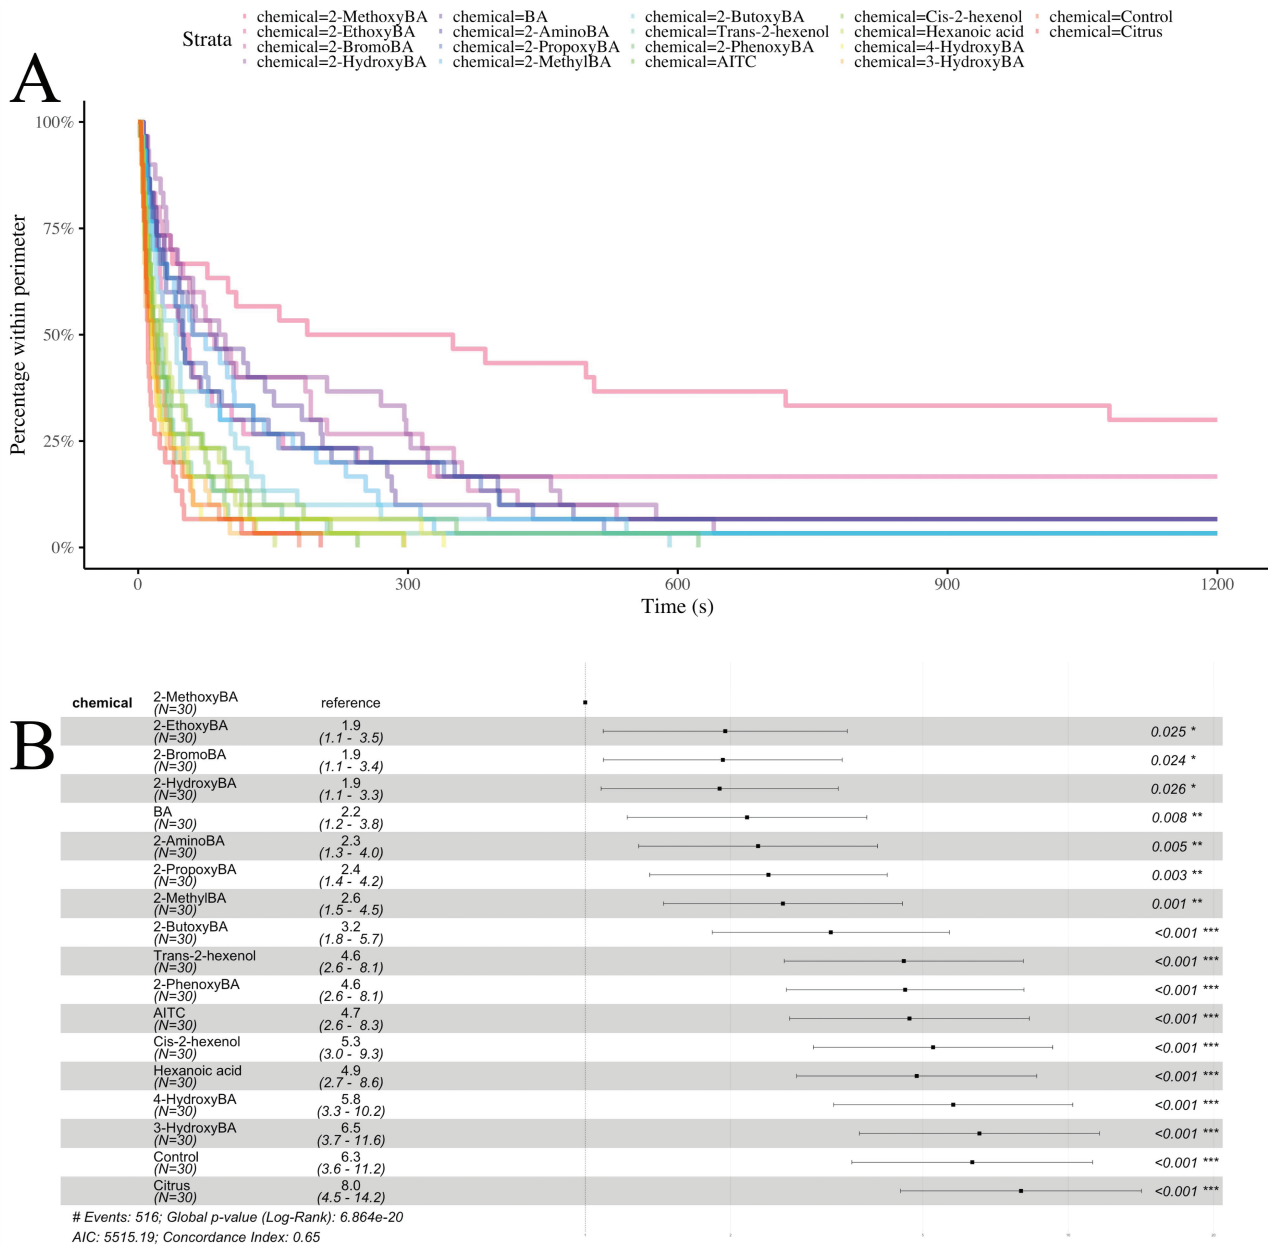 Strata
chemical=2-MethoxyBA chemical=BA chemical=2-ButoxyBA chemical=Cis-2-hexenol chemical=Control
chemical=2-EthoxyBA chemical=2-AminoBA chemical=Trans-2-hexenol chemical=Hexanoic acid chemical=Citrus
chemical=2-BromoBA chemical=2-PropoxyBA chemical=2-PhenoxyBA chemical=4-HydroxyBA
chemical=2-HydroxyBA chemical=2-MethylBA chemical=AITC chemical=3-HydroxyBA
A
Percentage within perimeter
100%
75%
50%
25%
0%
0 300 600 900 1200
Time (s)
B
chemical 2-MethoxyBA reference
(N=30)
2-EthoxyBA 1.9
(N=30) (1.1 - 3.5) 0.025 *
2-BromoBA 1.9
(N=30) (1.1 - 3.4) 0.024 *
2-HydroxyBA 1.9
(N=30) (1.1 - 3.3) 0.026 *
BA 2.2
(N=30) (1.2 - 3.8) 0.008 **
2-AminoBA 2.3
(N=30) (1.3 - 4.0) 0.005 **
2-PropoxyBA 2.4
(N=30) (1.4 - 4.2) 0.003 **
2-MethylBA 2.6
(N=30) (1.5 - 4.5) 0.001 **
2-ButoxyBA 3.2
(N=30) (1.8 - 5.7) <0.001 ***
Trans-2-hexenol 4.6
(N=30) (2.6 - 8.1) <0.001 ***
2-PhenoxyBA 4.6
(N=30) (2.6 - 8.1) <0.001 ***
AITC 4.7
(N=30) (2.6 - 8.3) <0.001 ***
Cis-2-hexenol 5.3
(N=30) (3.0 - 9.3) <0.001 ***
Hexanoic acid 4.9
(N=30) (2.7 - 8.6) <0.001 ***
4-HydroxyBA 5.8
(N=30) (3.3 - 10.2) <0.001 ***
3-HydroxyBA 6.5
(N=30) (3.7 - 11.6) <0.001 ***
Control 6.3
(N=30) (3.6 - 11.2) <0.001 ***
Citrus 8.0
(N=30) (4.5 - 14.2) <0.001 ***
# Events: 516; Global p-value (Log-Rank): 6.864e-20
AIC: 5515.19; Concordance Index: 0.65